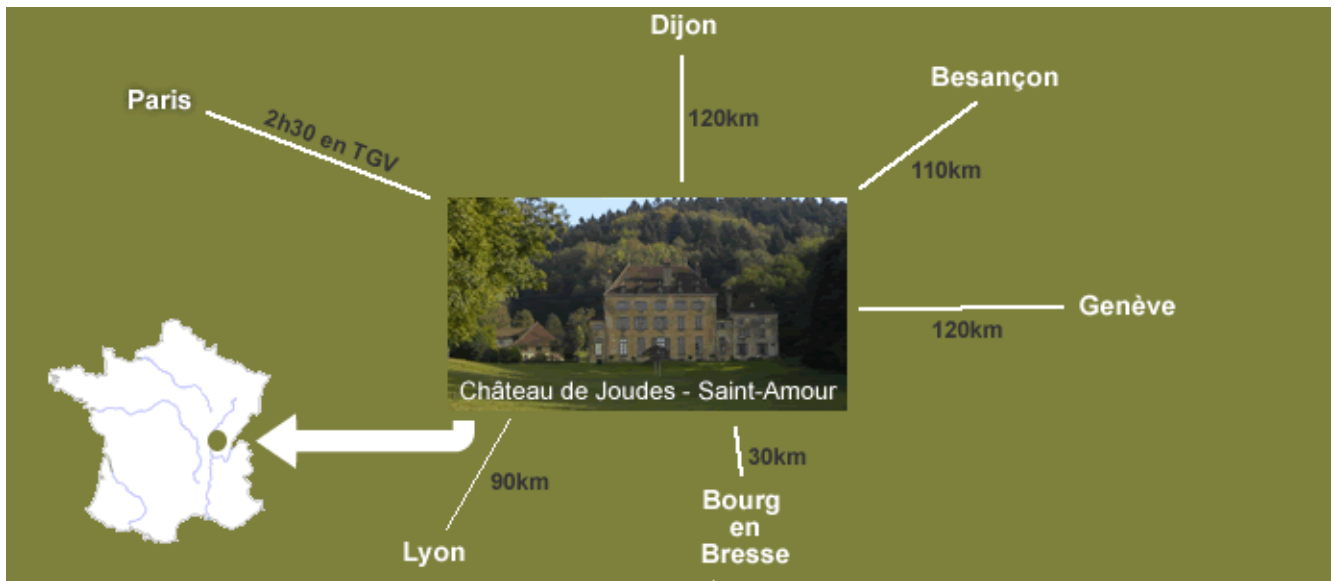 Dijon
Besançon
Paris
2h30 en TGV
120km
110km
Genève
120km
Château de Joudes - Saint-Amour
90km
30km
Bourg
en
Bresse
Lyon